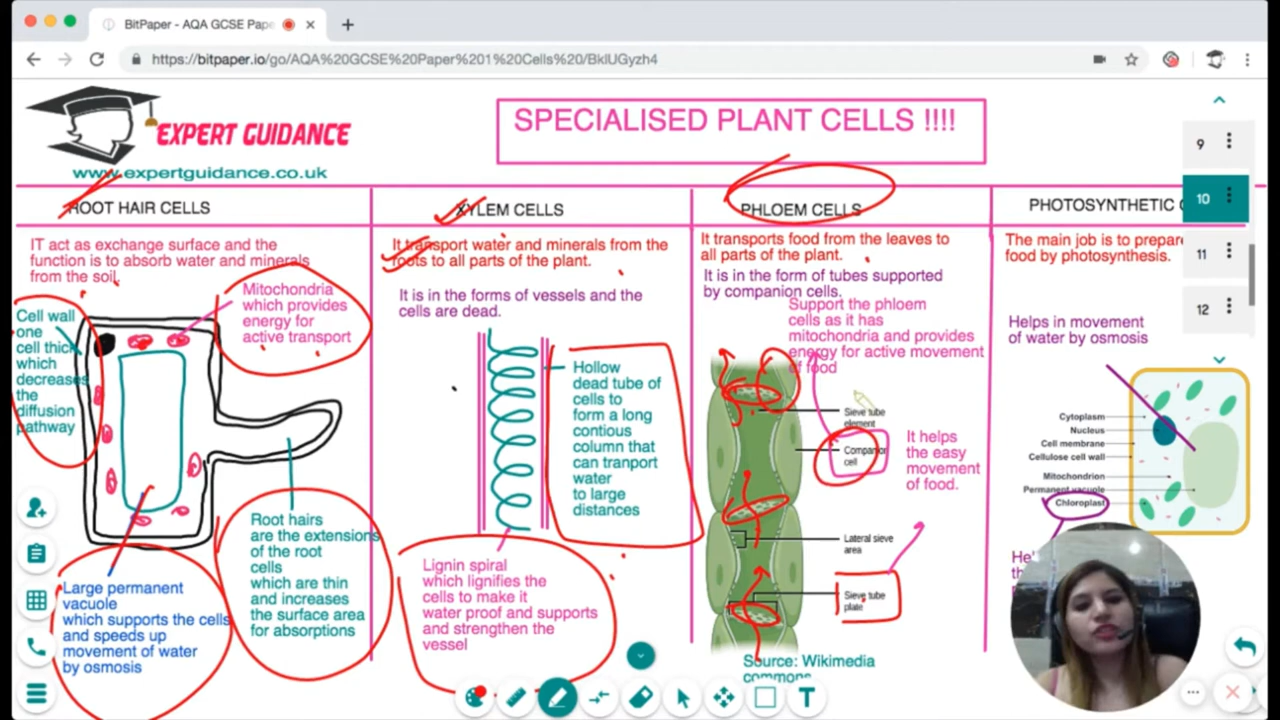 BitPaper - AQA GCSE Pape
https://bitpaper.io/go/AQA%20GCSE%20Paper%201%20Cells%20/BklUGyzh4
EXPERT GUIDANCE
www.expertguidance.co.uk
SPECIALISED PLANT CELLS !!!!
9
10
11
12
ROOT HAIR CELLS
IT act as exchange surface and the
function is to absorb water and minerals
from the soil.
Mitochondria
which provides
energy for
active transport
Cell wall
one
cell thick
which
decreases
the
diffusion
pathway
Root hairs
are the extensions
of the root
cells
which are thin
and increases
the surface area
for absorptions
Large permanent
vacuole
which supports the cells
and speeds up
movement of water
by osmosis
XYLEM CELLS
It transport water and minerals from the
roots to all parts of the plant.
It is in the forms of vessels and the
cells are dead.
Hollow
dead tube of
cells to
form a long
contious
column that
can tranport
water
to large
distances
Lignin spiral
which lignifies the
cells to make it
water proof and supports
and strengthen the
vessel
PHLOEM CELLS
It transports food from the leaves to
all parts of the plant.
It is in the form of tubes supported
by companion cells.
Support the phloem
cells as it has
mitochondria and provides
energy for active movement
of food
Sieve tube
element
Companion
cell
It helps
the easy
movement
of food.
Lateral sieve
area
Sieve tube
plate
Source: Wikimedia
commons
PHOTOSYNTHETIC
The main job is to prepare
food by photosynthesis.
Helps in movement
of water by osmosis
Cytoplasm
Nucleus
Cell membrane
Cellulose cell wall
Mitochondrion
Permanent vacuole
Chloroplast
T